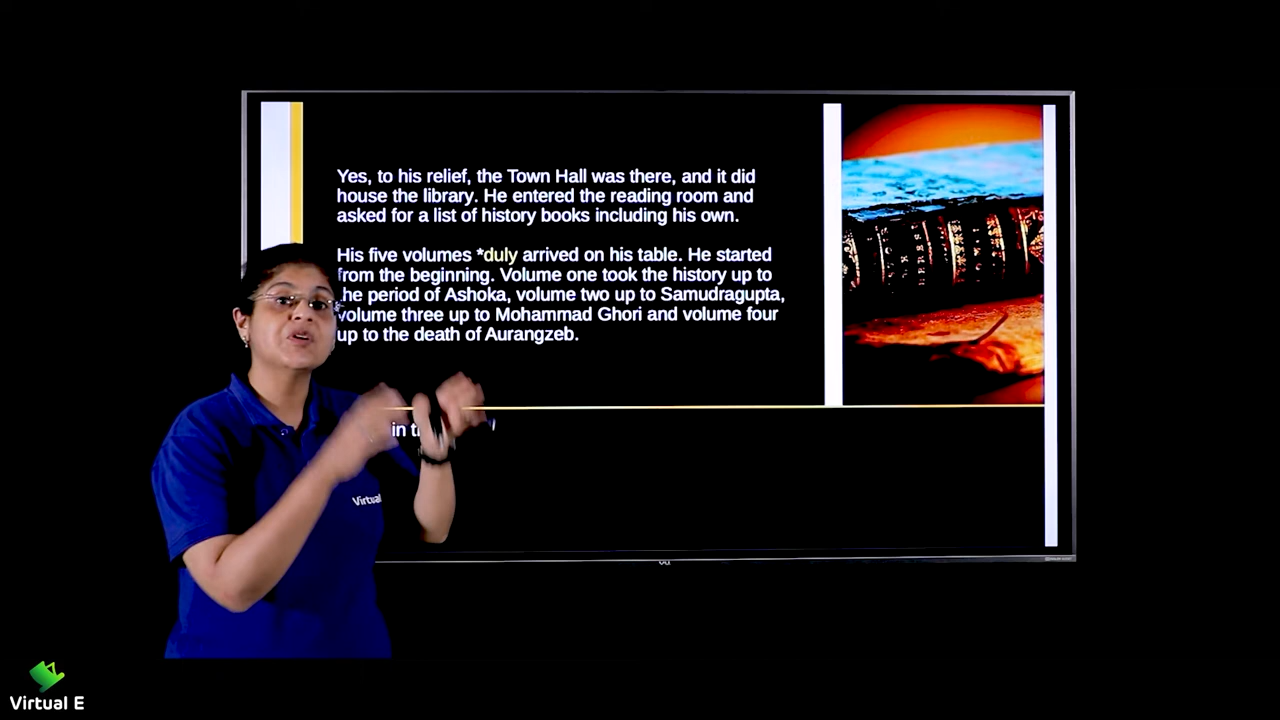 Yes, to his relief, the Town Hall was there, and it did
house the library. He entered the reading room and
asked for a list of history books including his own.
His five volumes *duly arrived on his table. He started
from the beginning. Volume one took the history up to
the period of Ashoka, volume two up to Samudragupta,
volume three up to Mohammad Ghori and volume four
up to the death of Aurangzeb.
in
Virtual
Virtual E